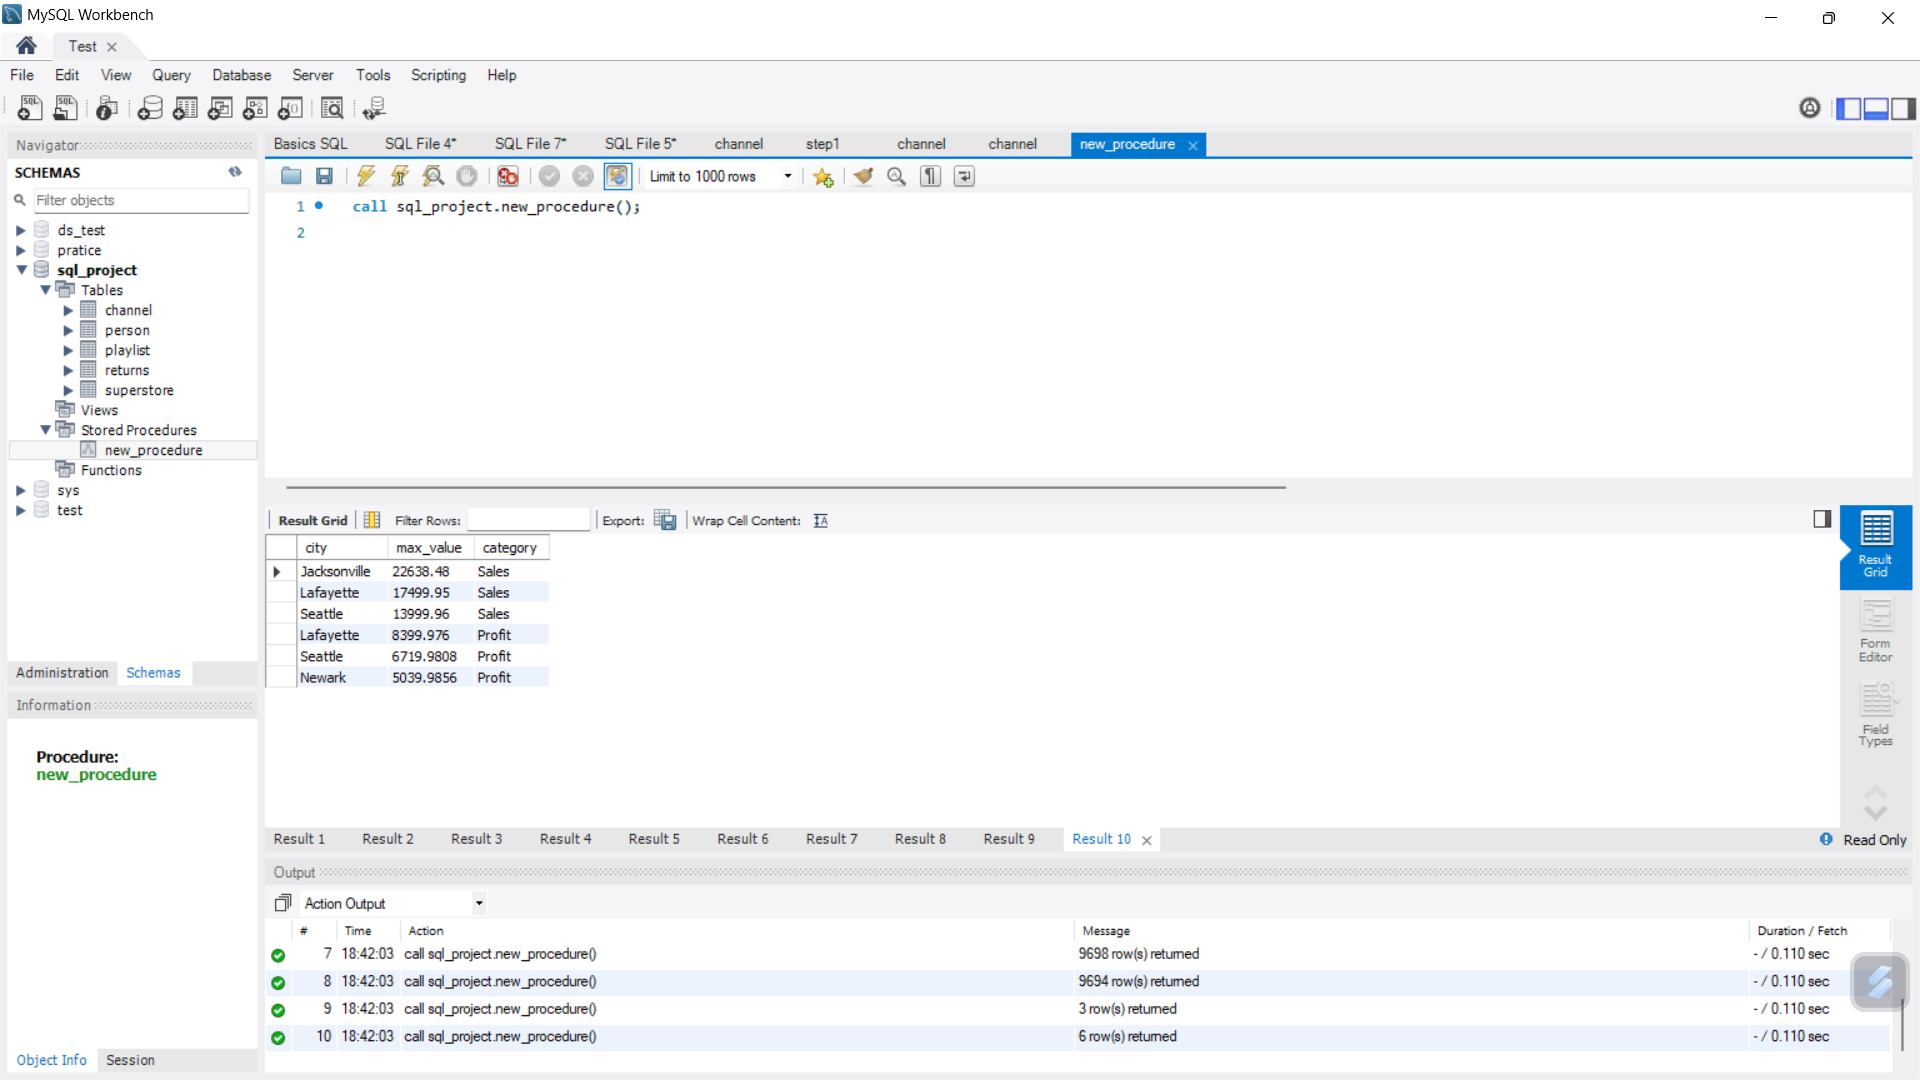 MySQL Workbench
Test
File Edit View Query Database Server Tools Scripting Help
Navigator
SCHEMAS
Filter objects
ds_test
pratice
sql_project
Tables
channel
person
playlist
returns
superstore
Views
Stored Procedures
new_procedure
Functions
sys
test
Administration Schemas
Information
Procedure:
new_procedure
Object Info Session
Basics SQL SQL File 4* SQL File 7* SQL File 5* channel step1 channel channel new_procedure
Limit to 1000 rows
1 call sql_project.new_procedure();
2
Result Grid Filter Rows: Export: Wrap Cell Content:
city max_value category
Jacksonville 22638.48 Sales
Lafayette 17499.95 Sales
Seattle 13999.96 Sales
Lafayette 8399.976 Profit
Seattle 6719.9808 Profit
Newark 5039.9856 Profit
Result
Grid
Form
Editor
Field
Types
Result 1 Result 2 Result 3 Result 4 Result 5 Result 6 Result 7 Result 8 Result 9 Result 10 Read Only
Output
Action Output
# Time Action Message Duration / Fetch
7 18:42:03 call sql_project.new_procedure() 9698 row(s) returned - / 0.110 sec
8 18:42:03 call sql_project.new_procedure() 9694 row(s) returned - / 0.110 sec
9 18:42:03 call sql_project.new_procedure() 3 row(s) returned - / 0.110 sec
10 18:42:03 call sql_project.new_procedure() 6 row(s) returned - / 0.110 sec